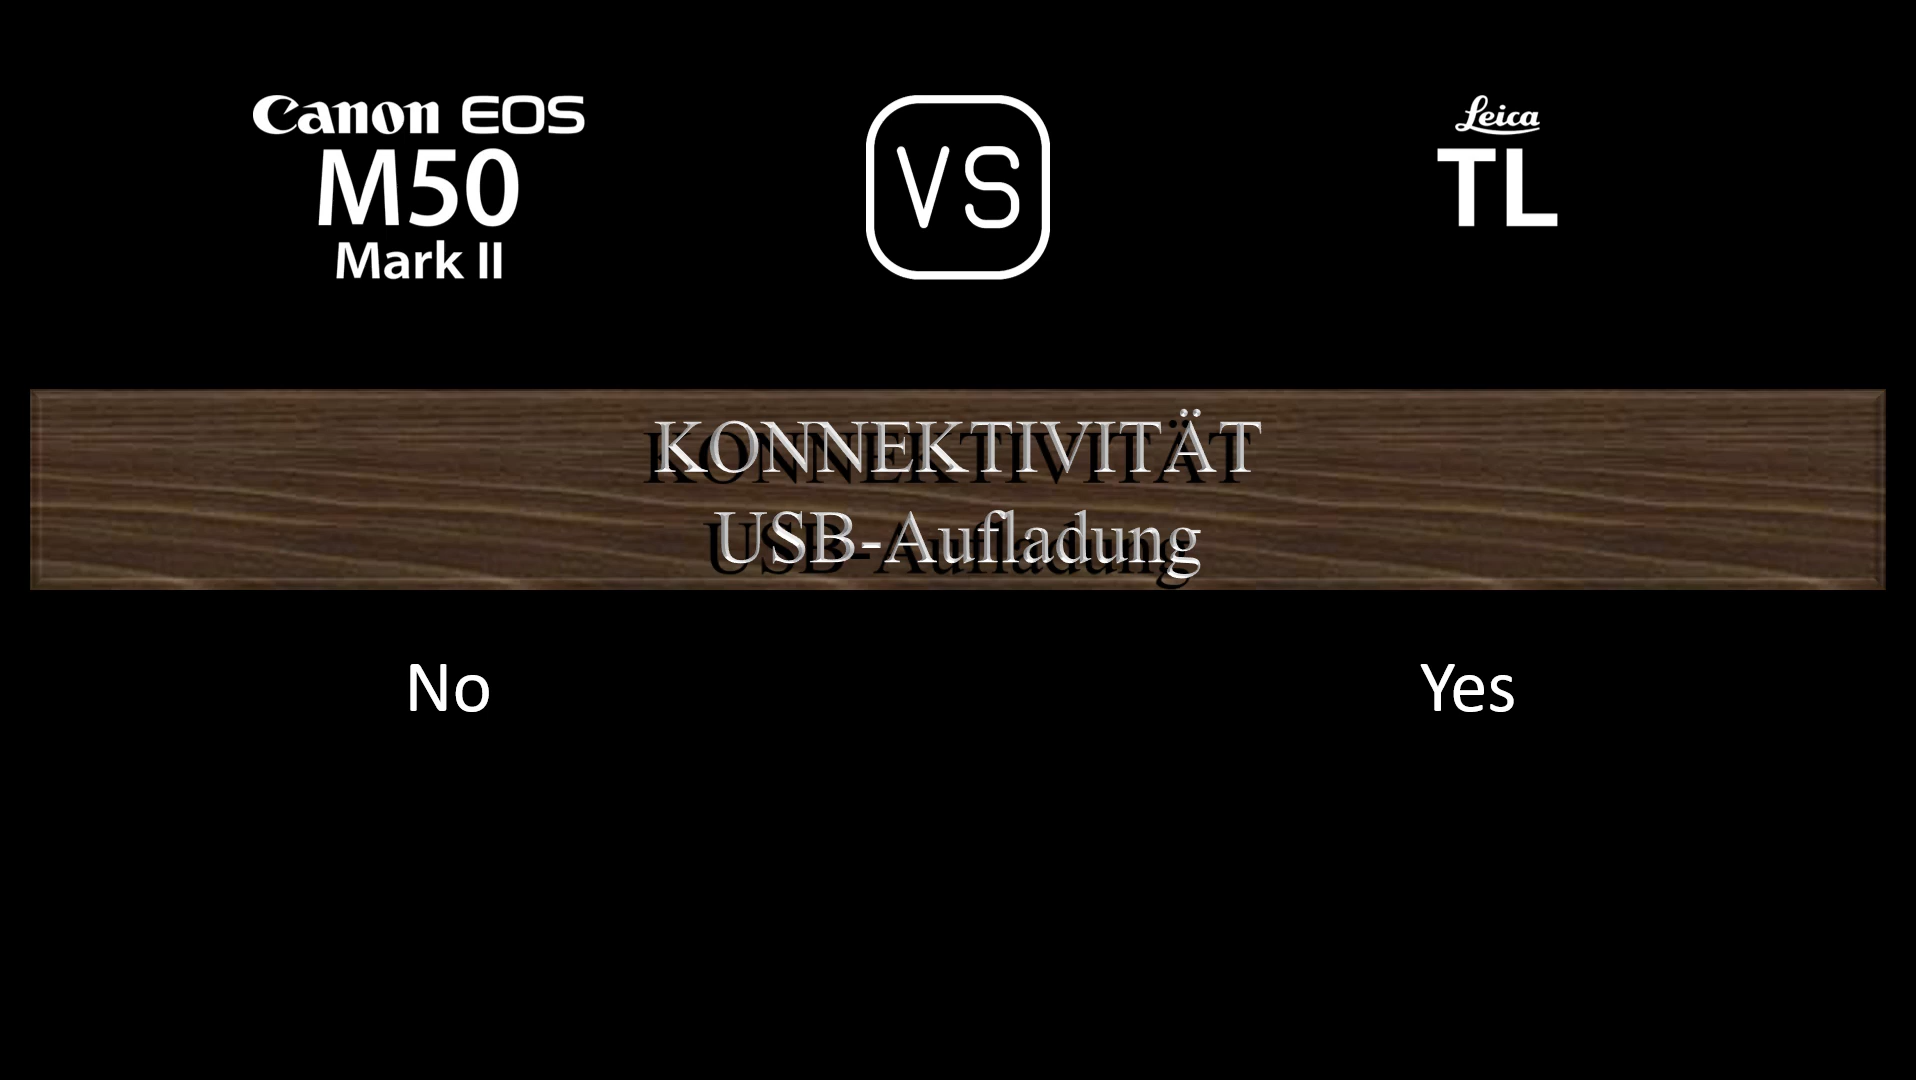 Canon EOS
M50
Mark II
VS
Leica
TL
KONNEKTIVITÄT
USB-Aufladung
No
Yes